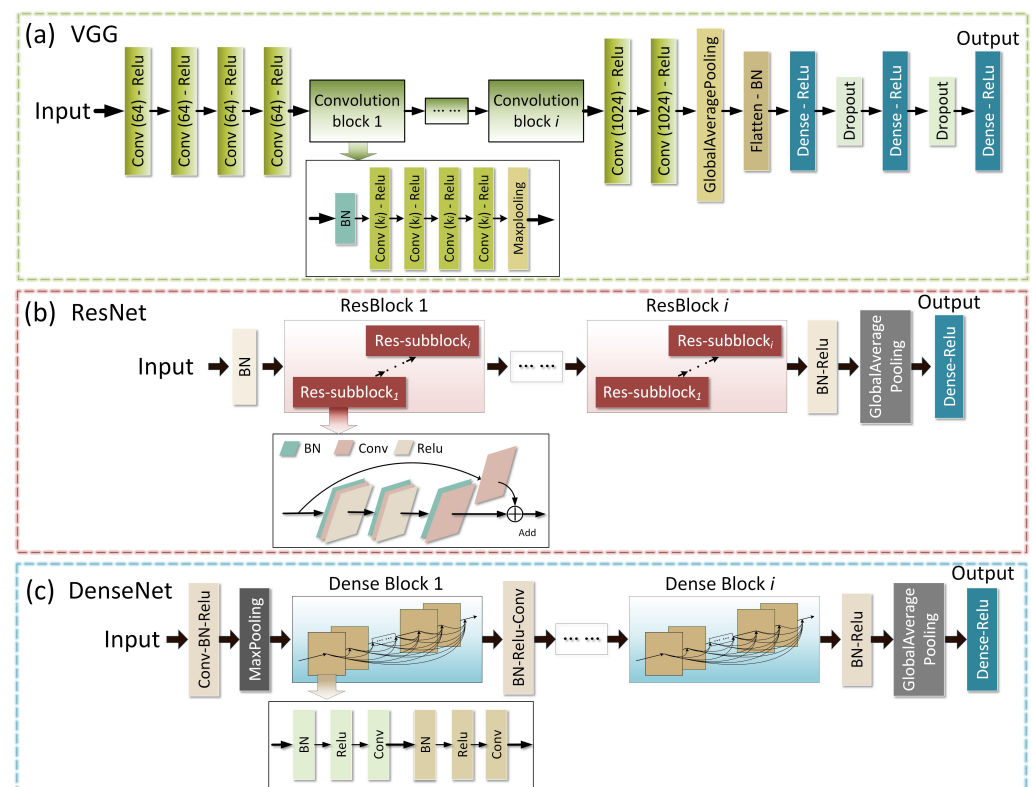 (a) VGG
Output
Input
Conv (64) - Relu
Conv (64) - Relu
Conv (64) - Relu
Conv (64) - Relu
Convolution
block 1
... ...
Convolution
block i
Conv (1024) - Relu
Conv (1024) - Relu
GlobalAveragePooling
Flatten - BN
Dense - ReLu
Dropout
Dense - ReLu
Dropout
Dense - ReLu
BN
Conv (kᵢ) - Relu
Conv (kᵢ) - Relu
Conv (kᵢ) - Relu
Conv (kᵢ) - Relu
Maxplooling
(b) ResNet
ResBlock 1
ResBlock i
Output
Input
BN
Res-subblockᵢ
Res-subblock₁
... ...
Res-subblockᵢ
Res-subblock₁
BN-Relu
GlobalAverage
Pooling
Dense-Relu
BN
Conv
Relu
Add
(c) DenseNet
Dense Block 1
Dense Block i
Output
Input
Conv-BN-Relu
MaxPooling
...
BN-Relu-Conv
... ...
...
BN-Relu
GlobalAverage
Pooling
Dense-Relu
BN
Relu
Conv
BN
Relu
Conv